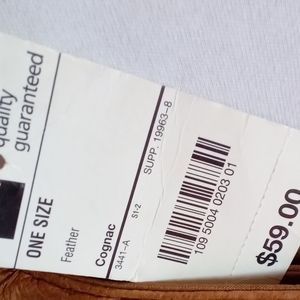 quality
guaranteed
ONE SIZE
Feather
Cognac
3441-A
S1-2
SUPP. 19963-8
109 5004 0203 01
$59.00